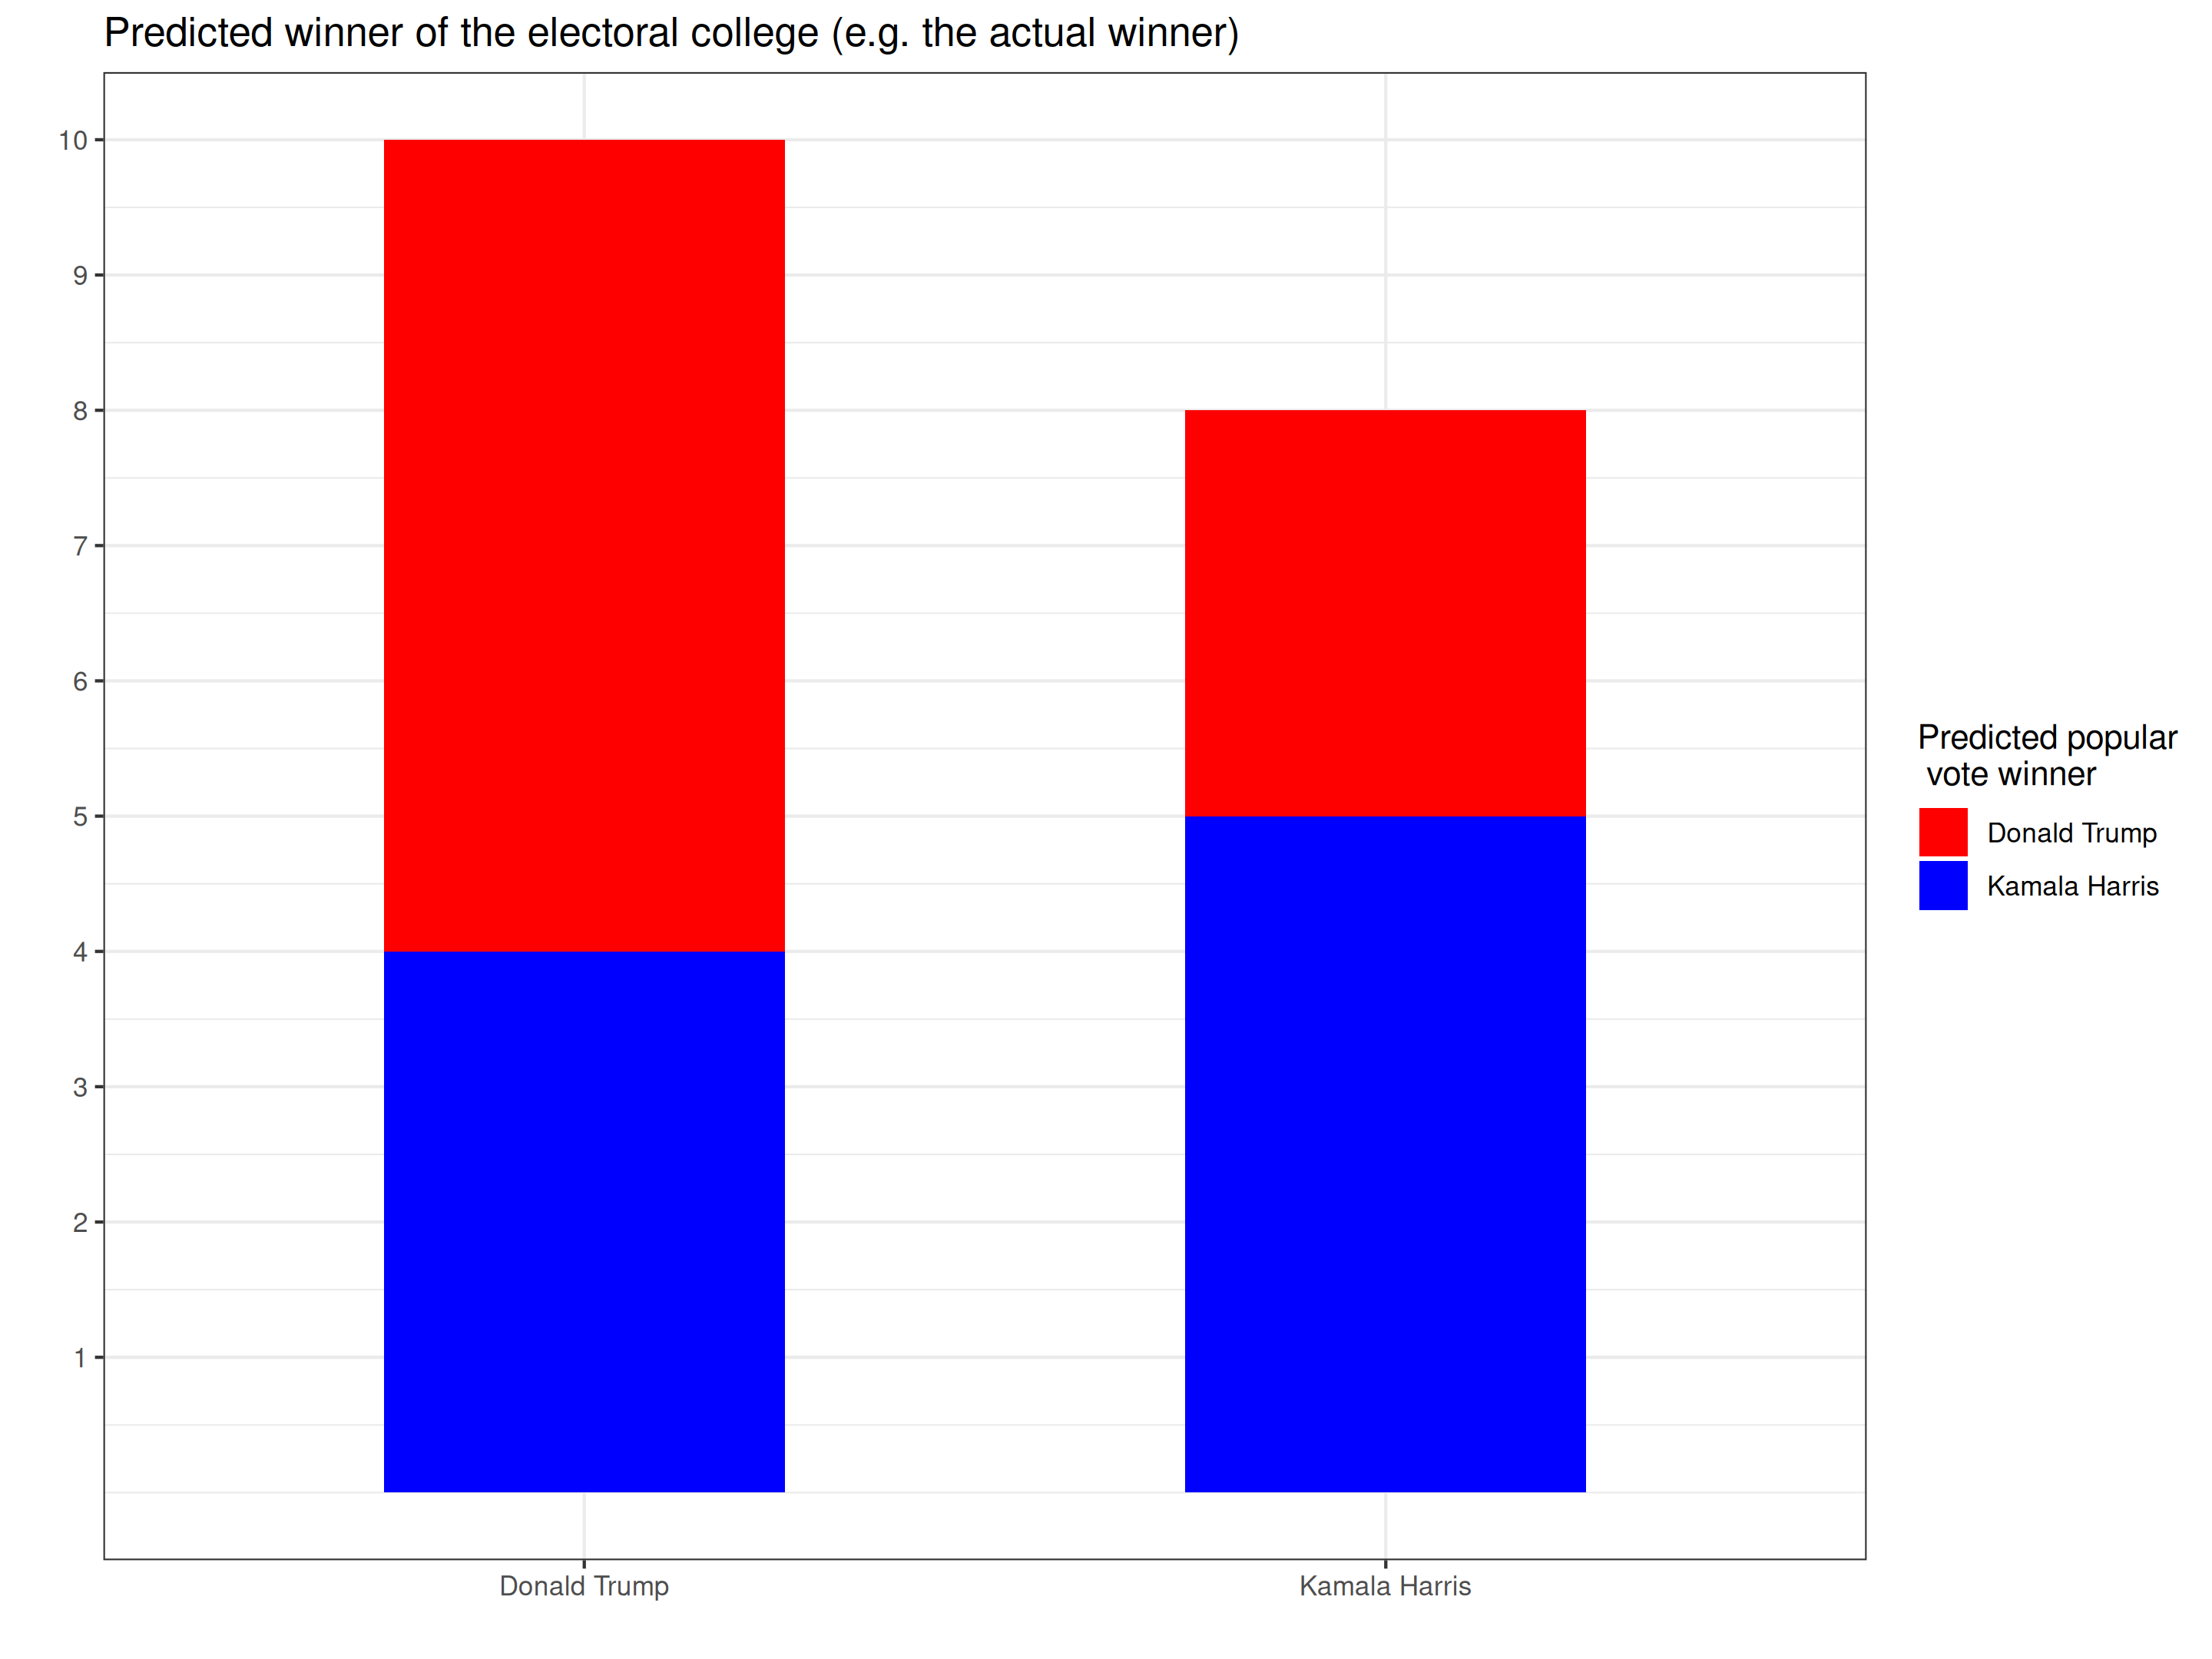 Predicted winner of the electoral college (e.g. the actual winner)
10
9
8
7
6
5
4
3
2
1
Donald Trump
Kamala Harris
Predicted popular
vote winner
Donald Trump
Kamala Harris